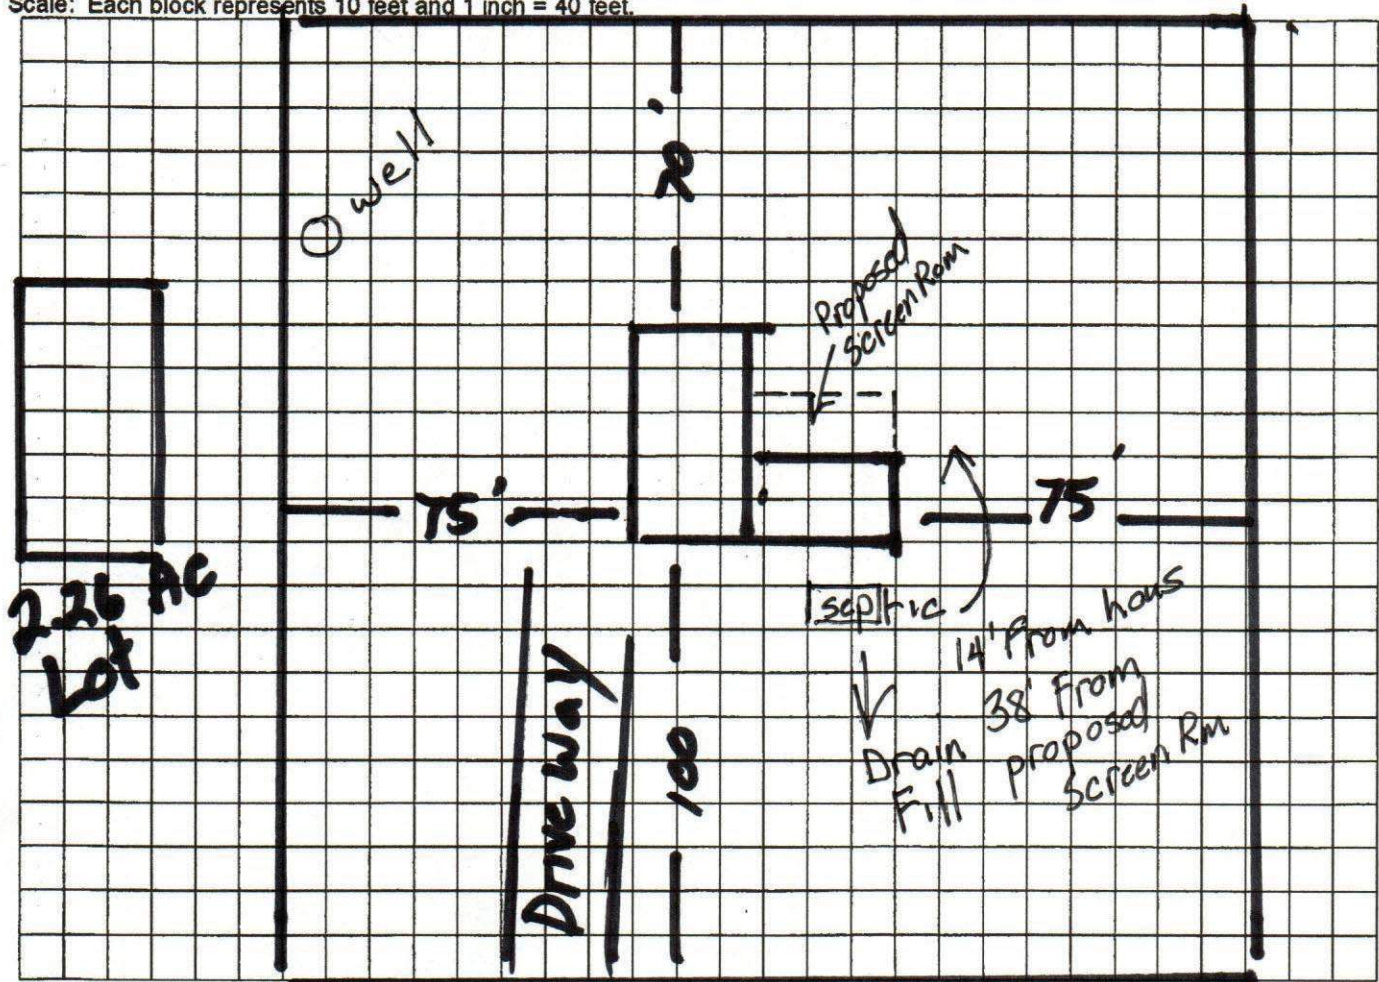 Scale: Each block represents 10 feet and 1 inch = 40 feet.
well
Proposed
Screen Rom
75'
75'
2.26 AC
Lot
septic
14' From hous
38' From
proposed
Screen Rm
Drain
Fill
Drive Way
100